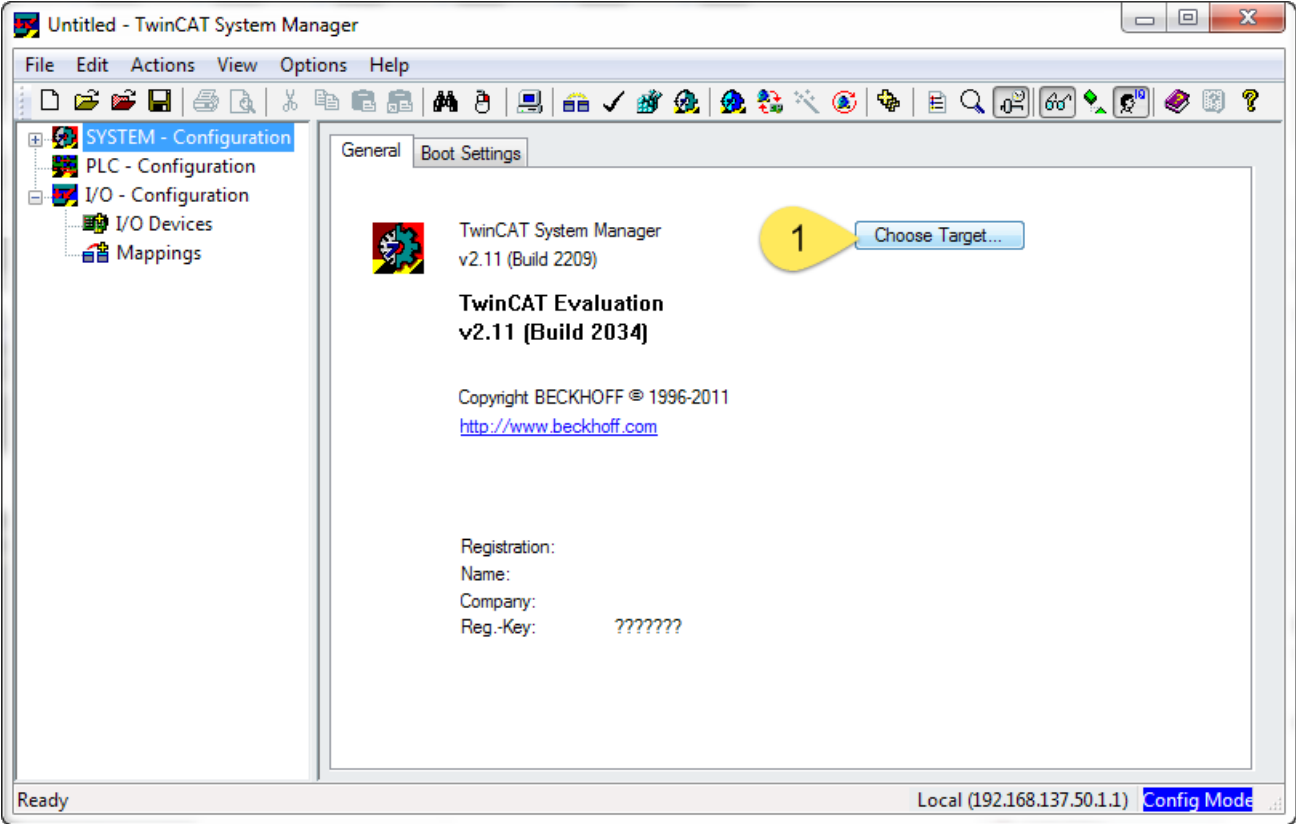 Untitled - TwinCAT System Manager
File Edit Actions View Options Help
SYSTEM - Configuration
PLC - Configuration
I/O - Configuration
I/O Devices
Mappings
General Boot Settings
TwinCAT System Manager
v2.11 (Build 2209)
1
Choose Target...
TwinCAT Evaluation
v2.11 (Build 2034)
Copyright BECKHOFF © 1996-2011
http://www.beckhoff.com
Registration:
Name:
Company:
Reg.-Key: ???????
Ready Local (192.168.137.50.1.1) Config Mode